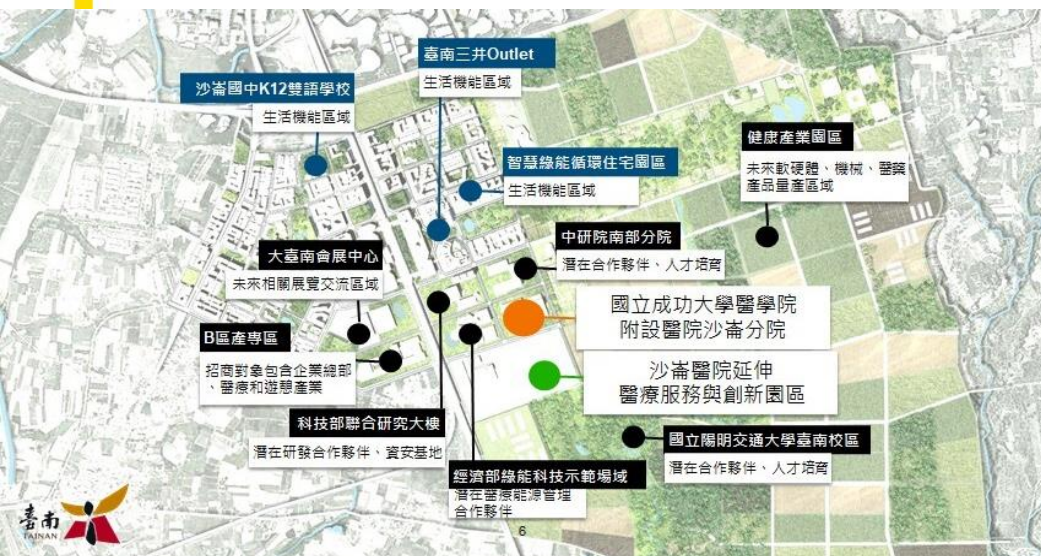 臺南三井Outlet
生活機能區域
沙崙國中K12雙語學校
生活機能區域
健康產業園區
未來軟硬體、機械、醫藥
產品量產區域
智慧綠能循環住宅園區
生活機能區域
中研院南部分院
潛在合作夥伴、人才培育
大臺南會展中心
未來相關展覽交流區域
國立成功大學醫學院
附設醫院沙崙分院
B區產專區
招商對象包含企業總部
、醫療和遊憩產業
沙崙醫院延伸
醫療服務與創新園區
科技部聯合研究大樓
潛在研發合作夥伴、資安基地
國立陽明交通大學臺南校區
潛在合作夥伴、人才培育
經濟部綠能科技示範場域
潛在醫療能源管理
合作夥伴
臺南
TAINAN
6